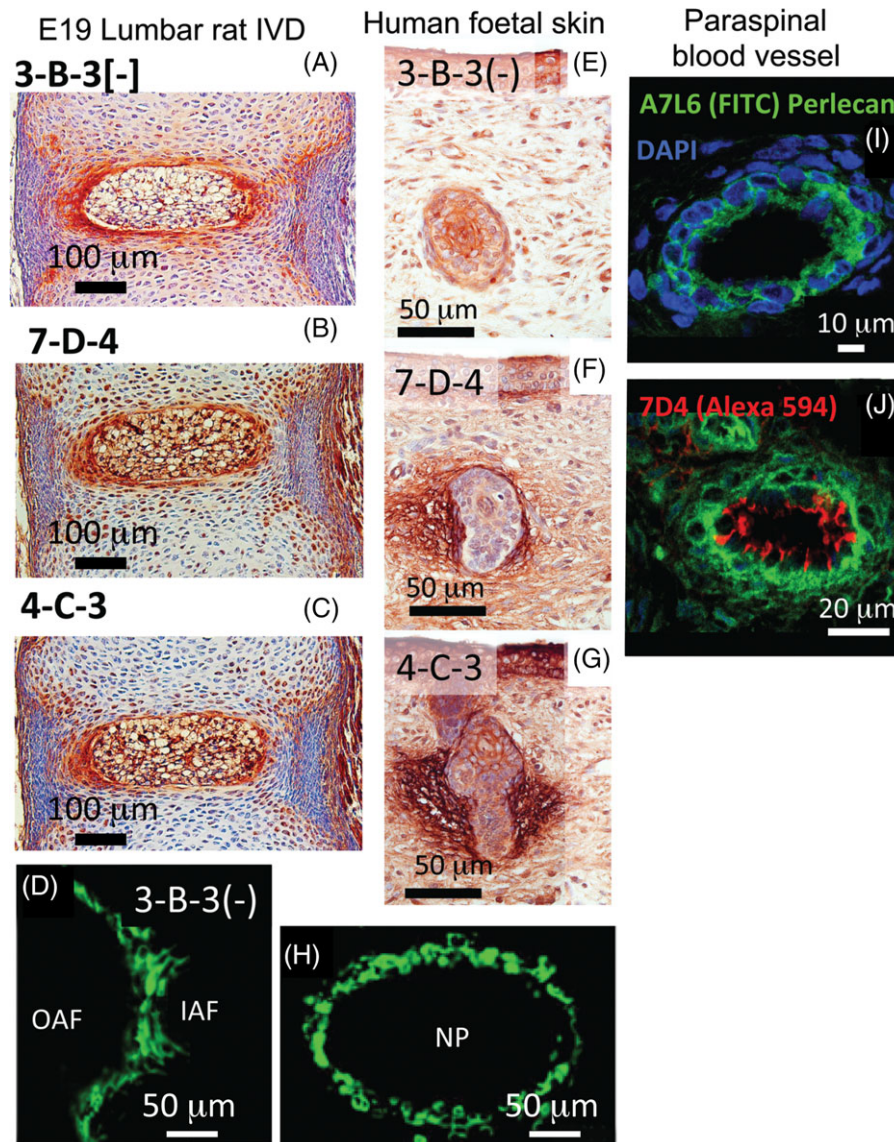 E19 Lumbar rat IVD
3-B-3[-]
(A)
100 μm
7-D-4
(B)
100 μm
4-C-3
(C)
100 μm
(D)
3-B-3(-)
OAF
IAF
50 μm
Human foetal skin
3-B-3(-)
(E)
50 μm
7-D-4
(F)
50 μm
4-C-3
(G)
50 μm
(H)
NP
50 μm
Paraspinal
blood vessel
A7L6 (FITC) Perlecan
(I)
DAPI
10 μm
7D4 (Alexa 594)
(J)
20 μm